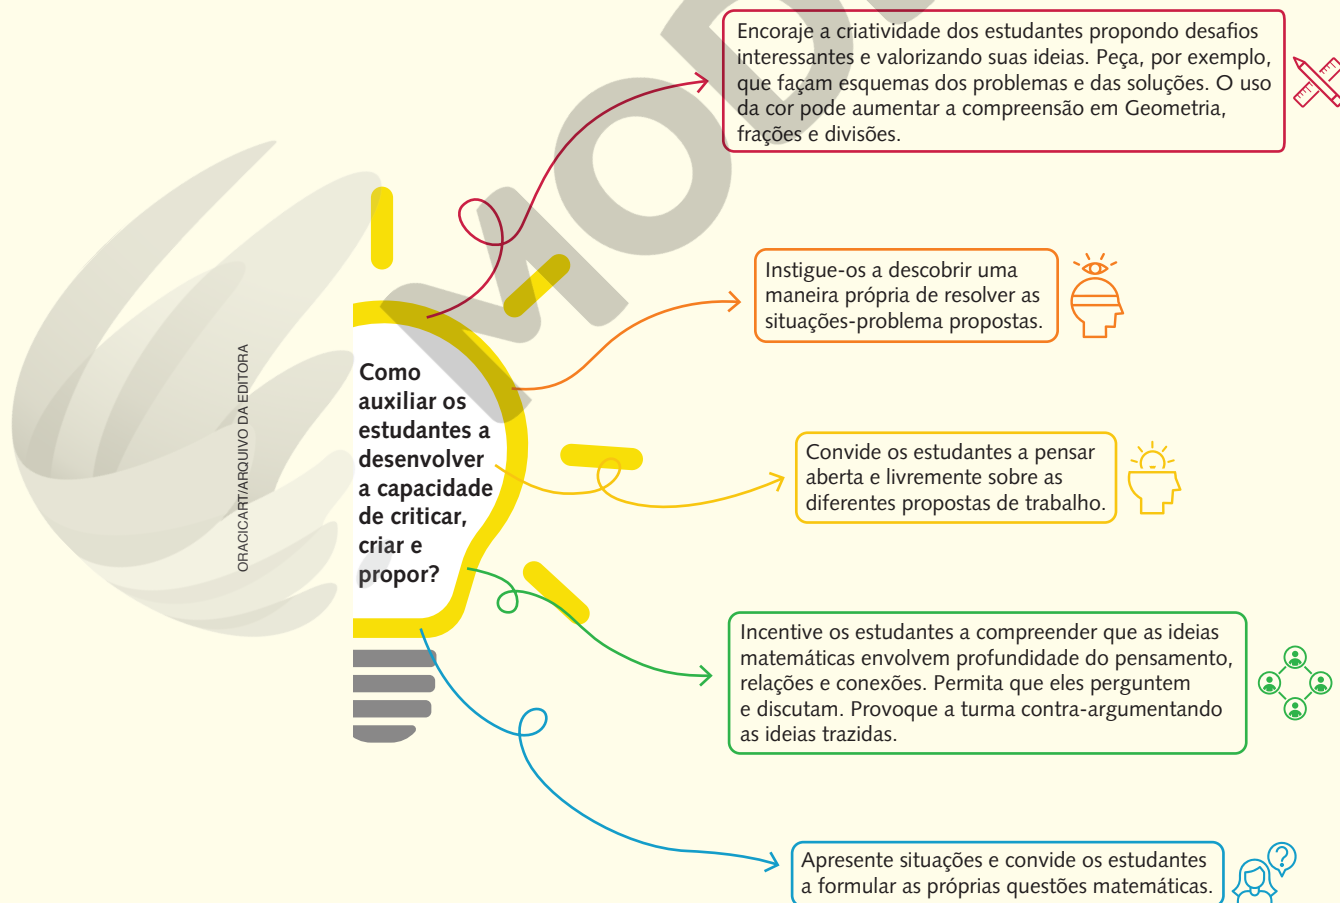 Encoraje a criatividade dos estudantes propondo desafios
interessantes e valorizando suas ideias. Peça, por exemplo,
que façam esquemas dos problemas e das soluções. O uso
da cor pode aumentar a compreensão em Geometria,
frações e divisões.
Instigue-os a descobrir uma
maneira própria de resolver as
situações-problema propostas.
Como
auxiliar os
estudantes a
desenvolver
a capacidade
de criticar,
criar e
propor?
Convide os estudantes a pensar
aberta e livremente sobre as
diferentes propostas de trabalho.
Incentive os estudantes a compreender que as ideias
matemáticas envolvem profundidade do pensamento,
relações e conexões. Permita que eles perguntem
e discutam. Provoque a turma contra-argumentando
as ideias trazidas.
Apresente situações e convide os estudantes
a formular as próprias questões matemáticas.
ORACICART/ARQUIVO DA EDITORA
MOD